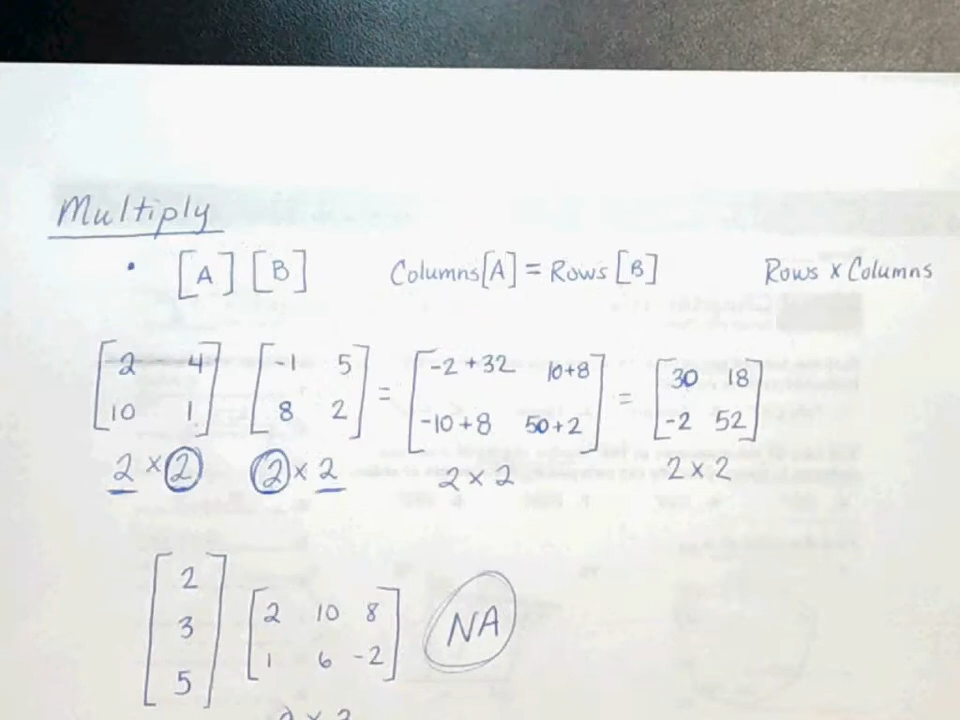 Multiply
• [A] [B] Columns[A] = Rows [B] Rows x Columns
[2 4] [-1 5] = [-2 +32 10+8] = [30 18]
[10 1] [8 2] [-10+8 50+2] [-2 52]
2 x 2 2 x 2 2 x 2 2 x 2
[2]
[3] [2 10 8] NA
[5] [1 6 -2]